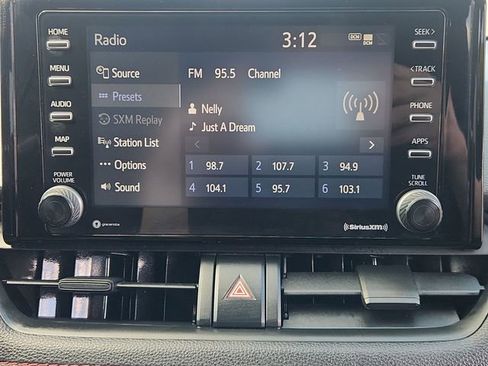 HOME
MENU
AUDIO
MAP
POWER
VOLUME
Radio
3:12
DCM
DCM
Source
Presets
SXM Replay
Station List
Options
Sound
FM 95.5 Channel
Nelly
Just A Dream
1 98.7 2 107.7 3 94.9
4 104.1 5 95.7 6 103.1
gracenote
SiriusXM
SEEK >
< TRACK
PHONE
APPS
TUNE
SCROLL